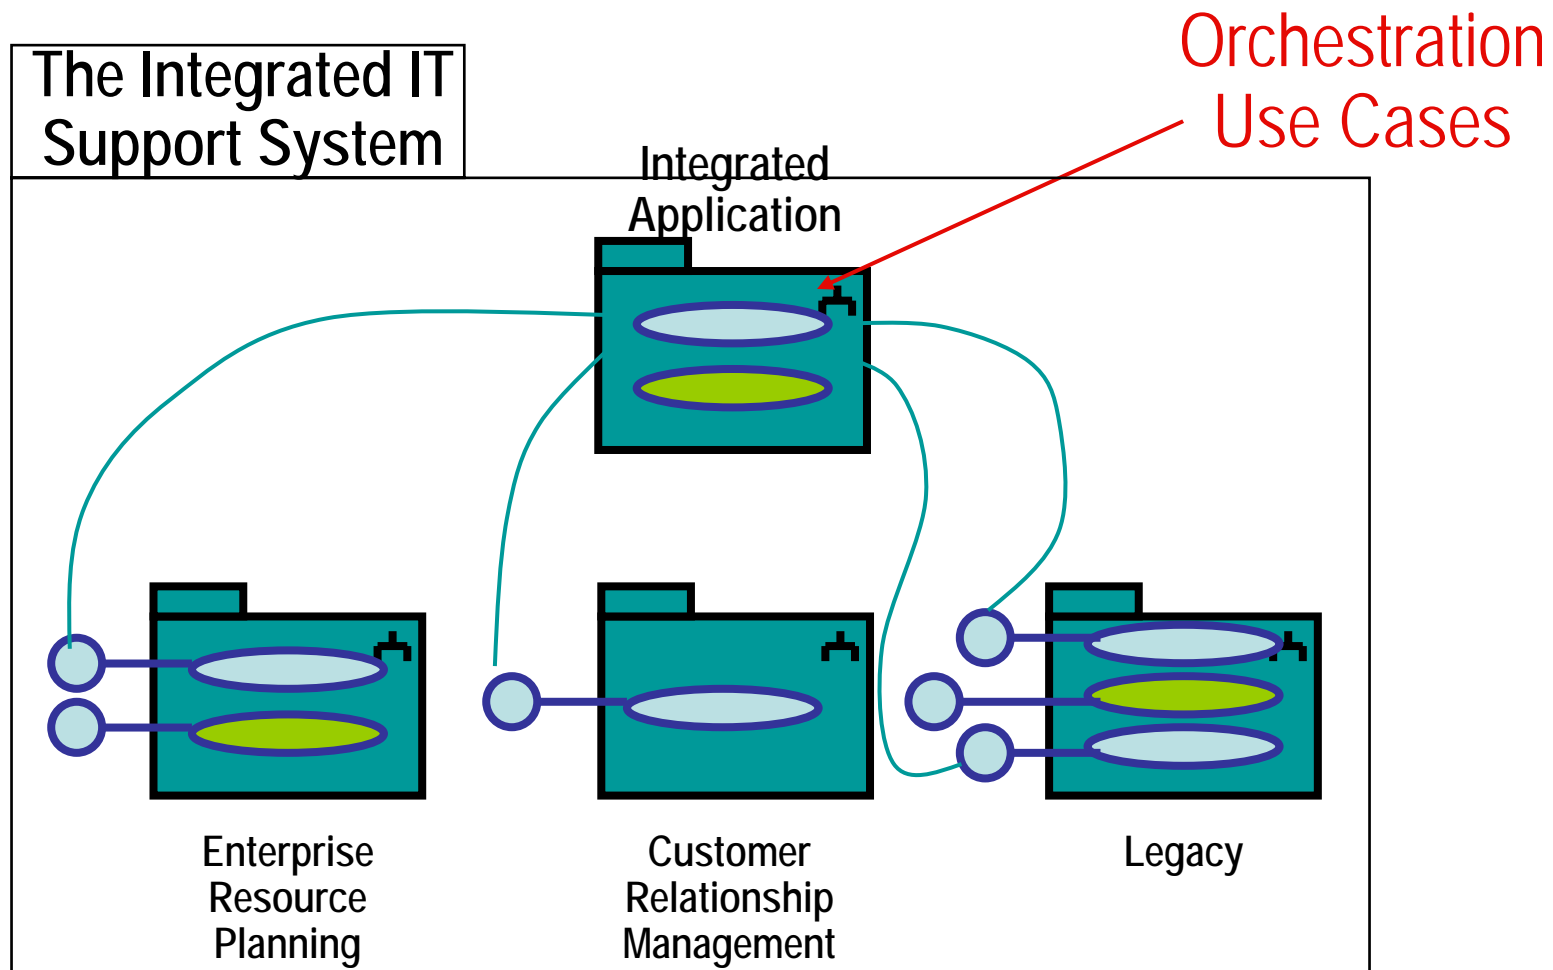 Orchestration
Use Cases
The Integrated IT
Support System
Integrated
Application
Enterprise
Resource
Planning
Customer
Relationship
Management
Legacy